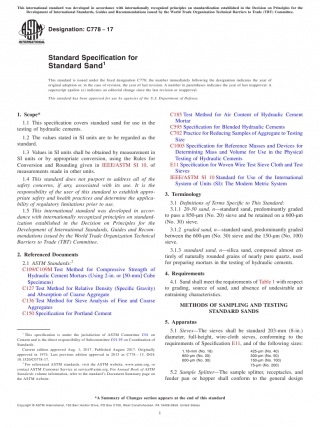 This international standard was developed in accordance with internationally recognized principles on standardization established in the Decision on Principles for the
Development of International Standards, Guides and Recommendations issued by the World Trade Organization Technical Barriers to Trade (TBT) Committee.
Designation: C778 − 17
INTERNATIONAL
Standard Specification for
Standard Sand1
This standard is issued under the fixed designation C778; the number immediately following the designation indicates the year of
original adoption or, in the case of revision, the year of last revision. A number in parentheses indicates the year of last reapproval. A
superscript epsilon (ε) indicates an editorial change since the last revision or reapproval.
This standard has been approved for use by agencies of the U.S. Department of Defense.
1. Scope*
1.1 This specification covers standard sand for use in the
testing of hydraulic cements.
1.2 The values stated in SI units are to be regarded as the
standard.
1.3 Values in SI units shall be obtained by measurement in
SI units or by appropriate conversion, using the Rules for
Conversion and Rounding given in IEEE/ASTM SI 10, of
measurements made in other units.
1.4 This standard does not purport to address all of the
safety concerns, if any, associated with its use. It is the
responsibility of the user of this standard to establish appro-
priate safety and health practices and determine the applica-
bility of regulatory limitations prior to use.
1.5 This international standard was developed in accor-
dance with internationally recognized principles on standard-
ization established in the Decision on Principles for the
Development of International Standards, Guides and Recom-
mendations issued by the World Trade Organization Technical
Barriers to Trade (TBT) Committee.
2. Referenced Documents
2.1 ASTM Standards:2
C109/C109M Test Method for Compressive Strength of
Hydraulic Cement Mortars (Using 2-in. or [50-mm] Cube
Specimens)
C127 Test Method for Relative Density (Specific Gravity)
and Absorption of Coarse Aggregate
C136 Test Method for Sieve Analysis of Fine and Coarse
Aggregates
C150 Specification for Portland Cement
1 This specification is under the jurisdiction of ASTM Committee C01 on
Cement and is the direct responsibility of Subcommittee
Standards.
Current edition approved Aug. 1, 2017. Published August 2017. Originally
approved in 1974. Last previous edition approved in 2013 as C778 – 13. DOI:
10.1520/C0778-17.
2 For referenced ASTM standards, visit the ASTM website, www.astm.org, or
contact ASTM Customer Service at service@astm.org. For Annual Book of ASTM
Standards volume information, refer to the standard's Document Summary page on
the ASTM website.
C185 Test Method for Air Content of Hydraulic Cement
Mortar
C595 Specification for Blended Hydraulic Cements
C702 Practice for Reducing Samples of Aggregate to Testing
Size
C1005 Specification for Reference Masses and Devices for
Determining Mass and Volume for Use in the Physical
Testing of Hydraulic Cements
E11 Specification for Woven Wire Test Sieve Cloth and Test
Sieves
IEEE/ASTM SI 10 Standard for Use of the International
System of Units (SI): The Modern Metric System
3. Terminology
3.1 Definitions of Terms Specific to This Standard:
3.1.1 20-30 sand, n—standard sand, predominantly graded
to pass a 850-µm (No. 20) sieve and be retained on a 600-µm
(No. 30) sieve.
3.1.2 graded sand, n—standard sand, predominantly graded
between the 600-µm (No. 30) sieve and the 150-µm (No. 100)
sieve.
3.1.3 standard sand, n—silica sand, composed almost en-
tirely of naturally rounded grains of nearly pure quartz, used
for preparing mortars in the testing of hydraulic cements.
4. Requirements
4.1 Sand shall meet the requirements of Table 1 with respect
to grading, source of sand, and absence of undesirable air
entraining characteristics.
METHODS OF SAMPLING AND TESTING
STANDARD SANDS
5. Apparatus
5.1 Sieves—The sieves shall be standard 203-mm (8-in.)
diameter, full-height, wire-cloth sieves, conforming to the
requirements of Specification E11, and of the following sizes:
1.18-mm (No. 16) 425-µm (No. 40)
850-µm (No. 20) 300-µm (No. 50)
600-µm (No. 30) 150-µm (No. 100)
75-µm (No. 200)
5.2 Sample Splitter—The sample splitter, receptacles, and
feeder pan or hopper shall conform to the general design
*A Summary of Changes section appears at the end of this standard
Copyright © ASTM International, 100 Barr Harbor Drive, PO Box C700, West Conshohocken, PA 19428-2959. United States
1